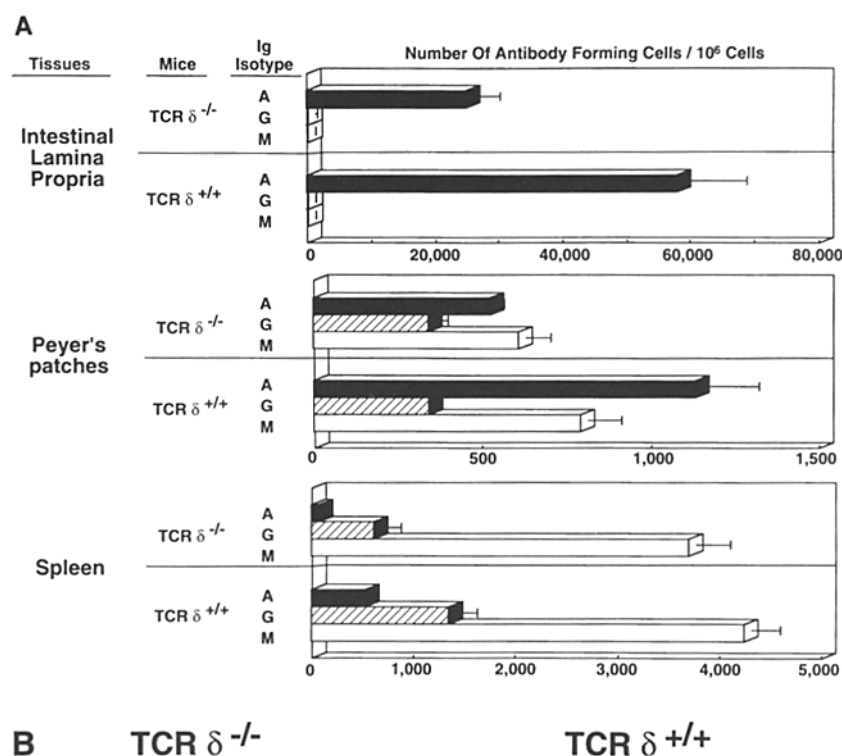 A
Tissues Mice Ig Isotype Number Of Antibody Forming Cells / 10⁶ Cells
Intestinal Lamina Propria
TCR δ -/-
A
G
M
TCR δ +/+
A
G
M
0 20,000 40,000 60,000 80,000
Peyer's patches
TCR δ -/-
A
G
M
TCR δ +/+
A
G
M
0 500 1,000 1,500
Spleen
TCR δ -/-
A
G
M
TCR δ +/+
A
G
M
0 1,000 2,000 3,000 4,000 5,000
B TCR δ -/- TCR δ +/+